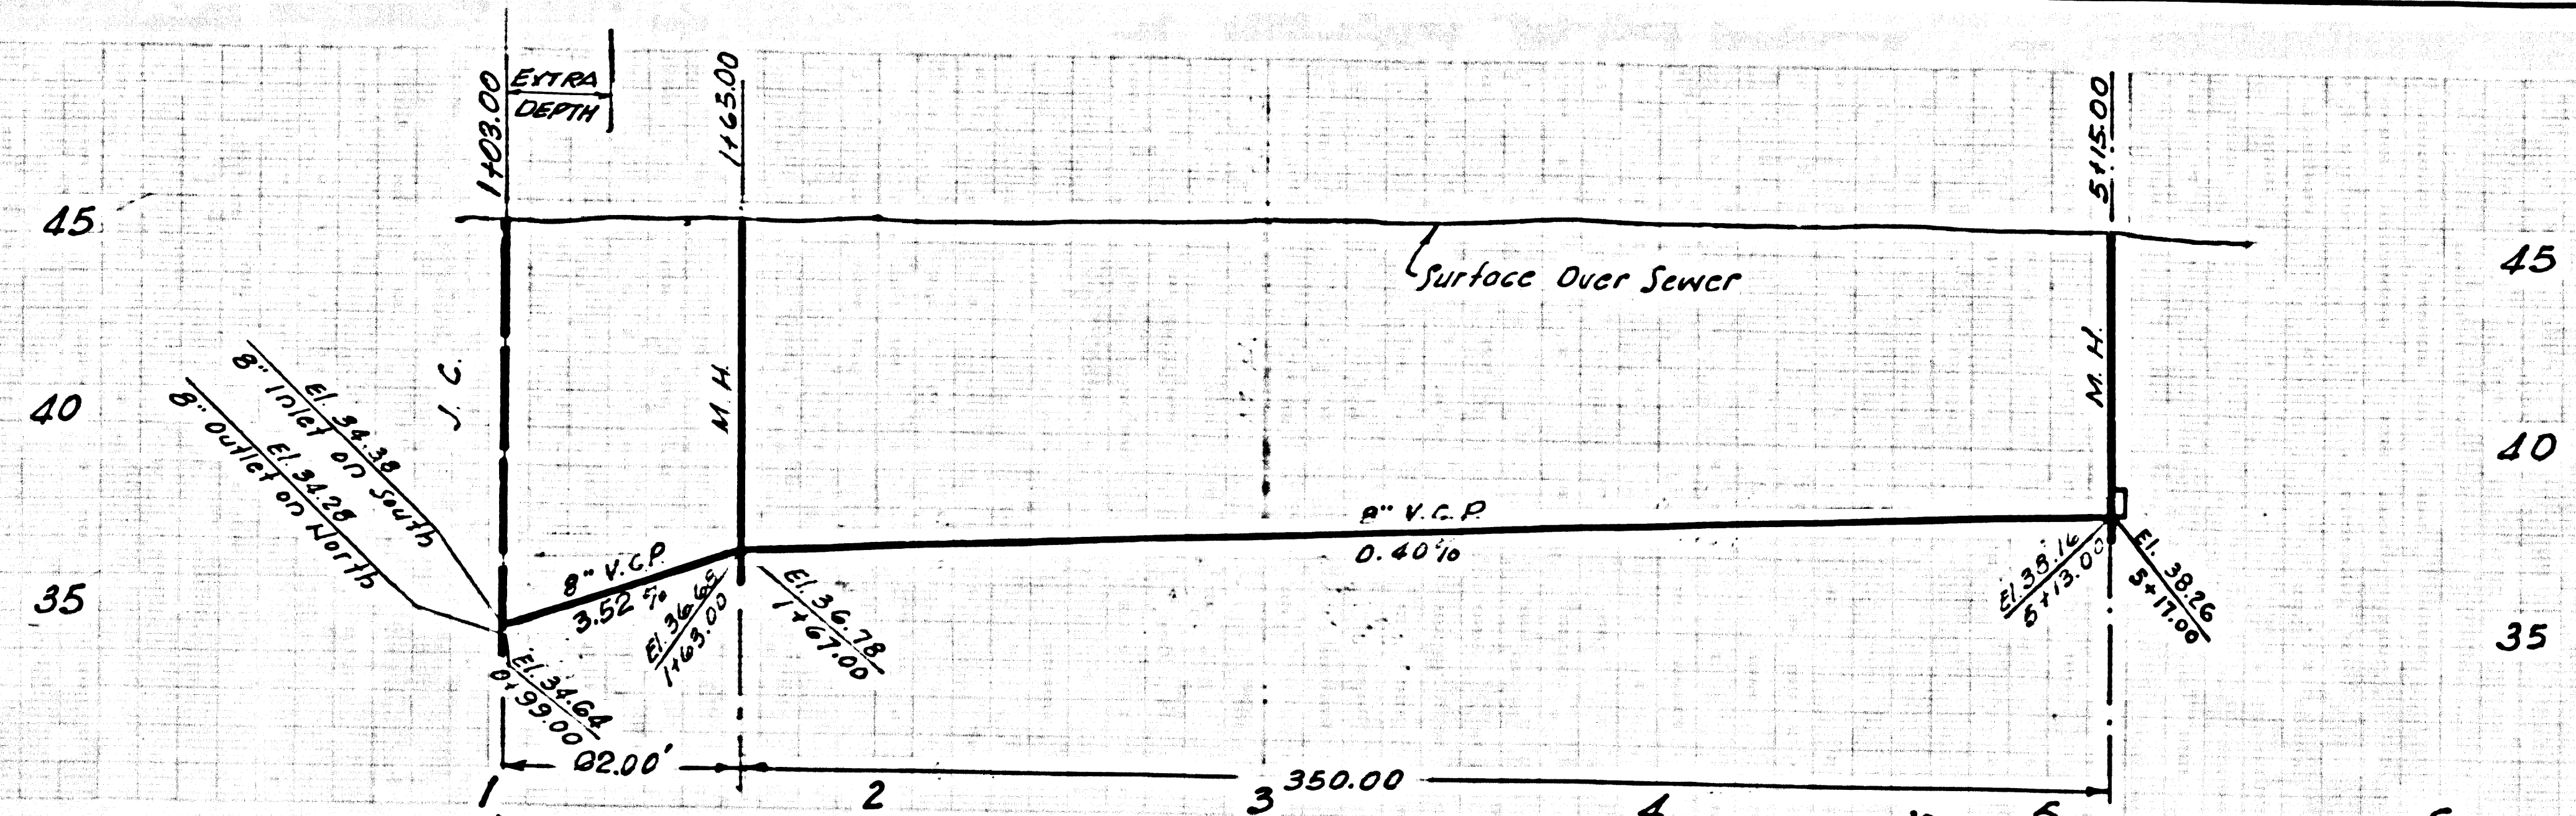 1+03.00
EXTRA
DEPTH
1+65.00
5+15.00
45
45
Surface Over Sewer
J. C.
M. H.
M. H.
40
40
El. 34.38
8" Inlet on South
El. 34.28
8" Outlet on North
8" V.C.P.
0.40%
8" V.C.P.
3.52%
35
35
El. 34.64
0+99.00
El. 36.68
1+63.00
El. 36.78
1+67.00
El. 38.16
5+13.00
El. 38.26
5+17.00
62.00'
350.00
1
2
3
4
5